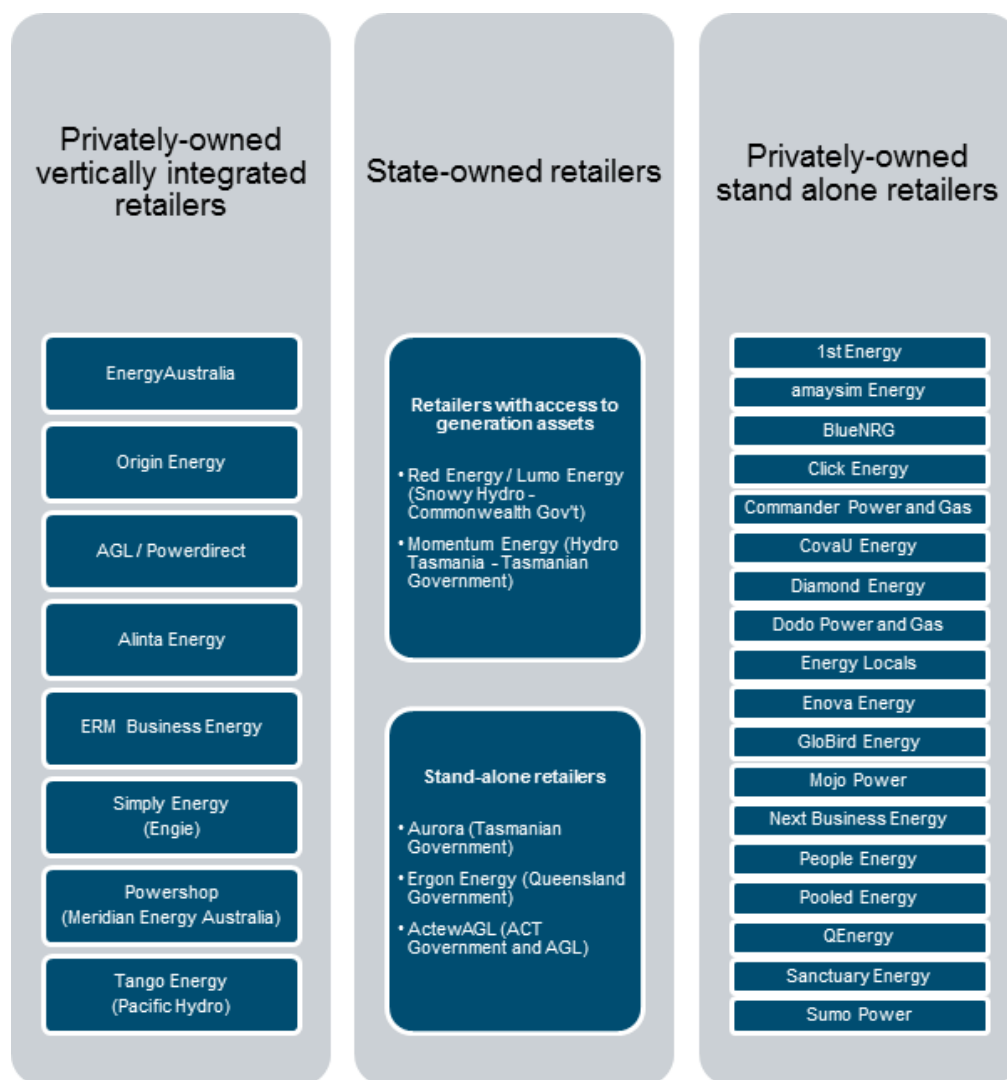 Privately-owned
vertically integrated
retailers
EnergyAustralia
Origin Energy
AGL / Powerdirect
Alinta Energy
ERM Business Energy
Simply Energy
(Engie)
Powershop
(Meridian Energy Australia)
Tango Energy
(Pacific Hydro)
State-owned retailers
Retailers with access to
generation assets
• Red Energy / Lumo Energy
(Snowy Hydro -
Commonwealth Gov't)
• Momentum Energy (Hydro
Tasmania - Tasmanian
Government)
Stand-alone retailers
• Aurora (Tasmanian
Government)
• Ergon Energy (Queensland
Government)
• ActewAGL (ACT
Government and AGL)
Privately-owned
stand alone retailers
1st Energy
amaysim Energy
BlueNRG
Click Energy
Commander Power and Gas
CovaU Energy
Diamond Energy
Dodo Power and Gas
Energy Locals
Enova Energy
GloBird Energy
Mojo Power
Next Business Energy
People Energy
Pooled Energy
QEnergy
Sanctuary Energy
Sumo Power